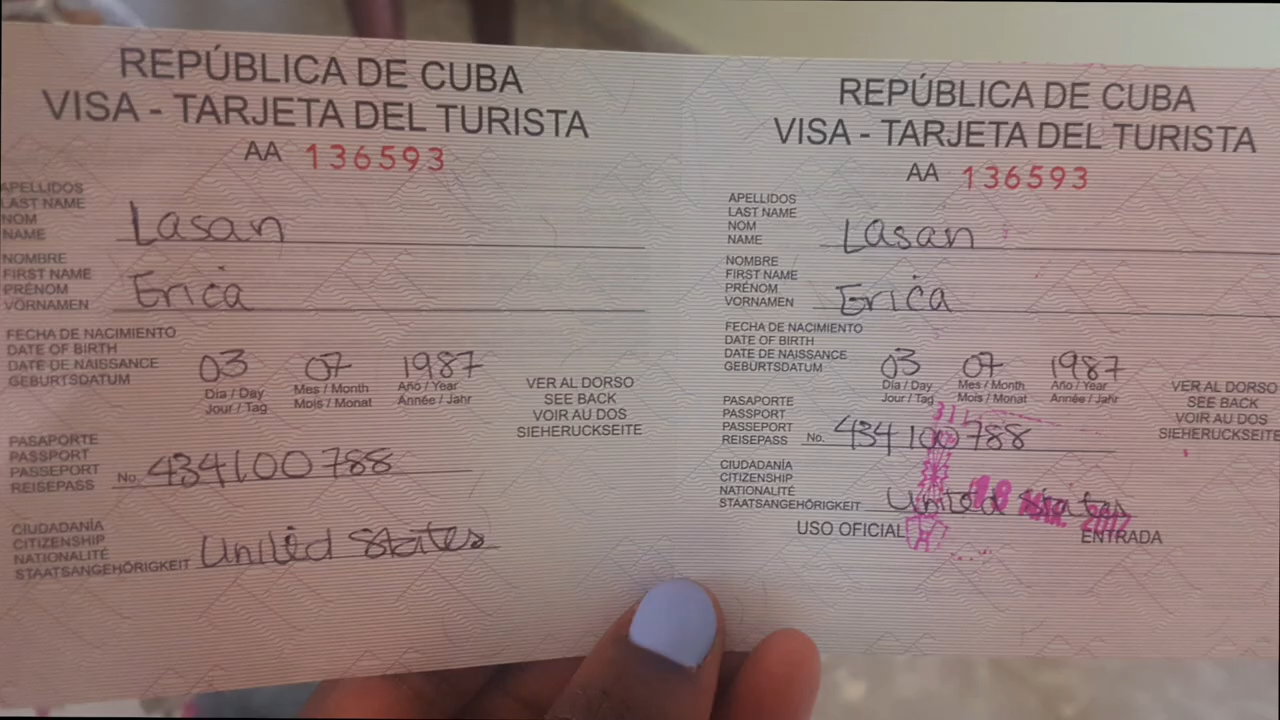 REPÚBLICA DE CUBA
VISA - TARJETA DEL TURISTA
AA 136593
APELLIDOS
LAST NAME
NOM
NAME
Lasan
NOMBRE
FIRST NAME
PRÉNOM
VORNAMEN
Erica
FECHA DE NACIMIENTO
DATE OF BIRTH
DATE DE NAISSANCE
GEBURTSDATUM
03 07 1987
Día / Day Mes / Month Año / Year
Jour / Tag Mois / Monat Année / Jahr
VER AL DORSO
SEE BACK
VOIR AU DOS
SIEHERUCKSEITE
PASAPORTE
PASSPORT
PASSEPORT
REISEPASS No. 434100788
CIUDADANÍA
CITIZENSHIP
NATIONALITÉ
STAATSANGEHÖRIGKEIT United States
REPÚBLICA DE CUBA
VISA - TARJETA DEL TURISTA
AA 136593
APELLIDOS
LAST NAME
NOM
NAME
Lasan
NOMBRE
FIRST NAME
PRÉNOM
VORNAMEN
Erica
FECHA DE NACIMIENTO
DATE OF BIRTH
DATE DE NAISSANCE
GEBURTSDATUM
03 07 1987
Día / Day Mes / Month Año / Year
Jour / Tag Mois / Monat Année / Jahr
VER AL DORSO
SEE BACK
VOIR AU DOS
SIEHERUCKSEITE
PASAPORTE
PASSPORT
PASSEPORT
REISEPASS No. 434100788
CIUDADANÍA
CITIZENSHIP
NATIONALITÉ
STAATSANGEHÖRIGKEIT United States
USO OFICIAL
ENTRADA